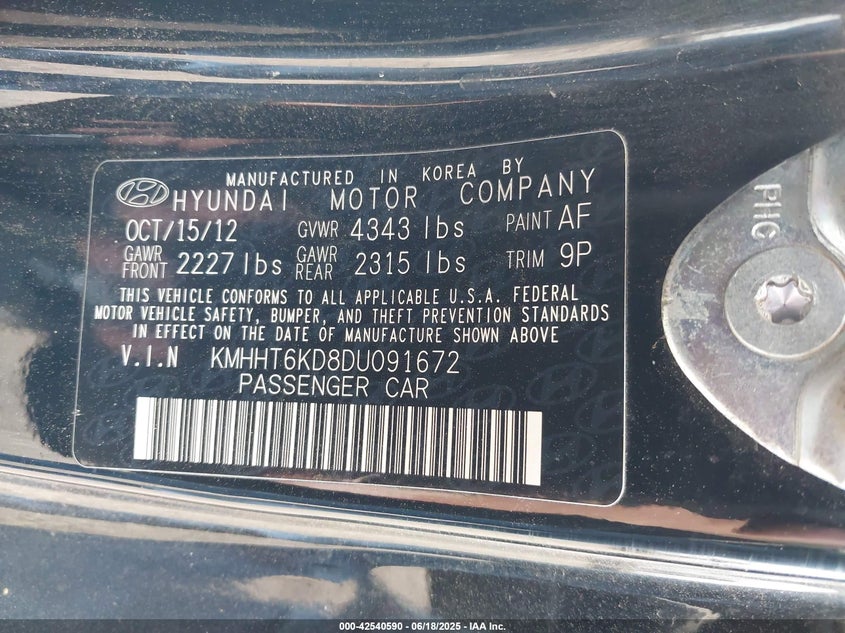 MANUFACTURED IN KOREA BY
HYUNDAI MOTOR COMPANY
OCT/15/12 GVWR 4343 lbs PAINT AF
GAWR FRONT 2227 lbs GAWR REAR 2315 lbs TRIM 9P
THIS VEHICLE CONFORMS TO ALL APPLICABLE U.S.A. FEDERAL
MOTOR VEHICLE SAFETY, BUMPER, AND THEFT PREVENTION STANDARDS
IN EFFECT ON THE DATE OF MANUFACTURE SHOWN ABOVE
V.I.N KMHHT6KD8DU091672
PASSENGER CAR
PHC
000-42540590 - 06/18/2025 - IAA Inc.